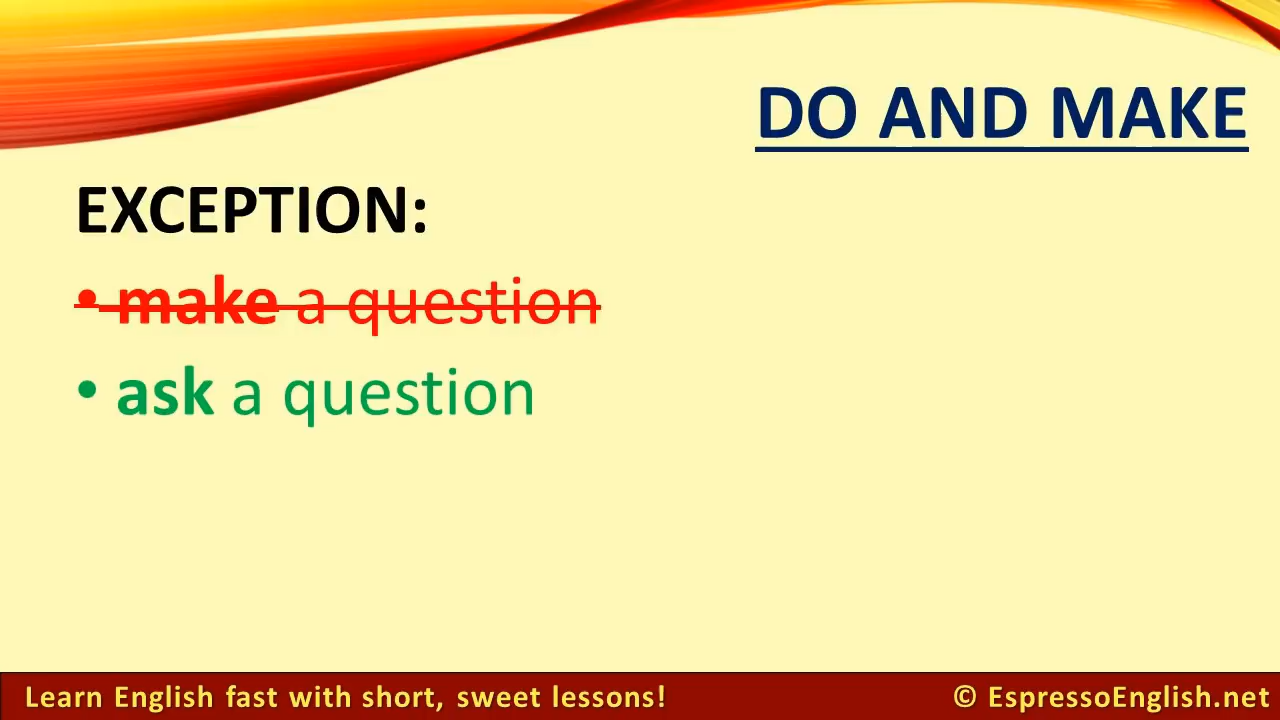 DO AND MAKE
EXCEPTION:
• make a question
• ask a question
Learn English fast with short, sweet lessons!
© EspressoEnglish.net